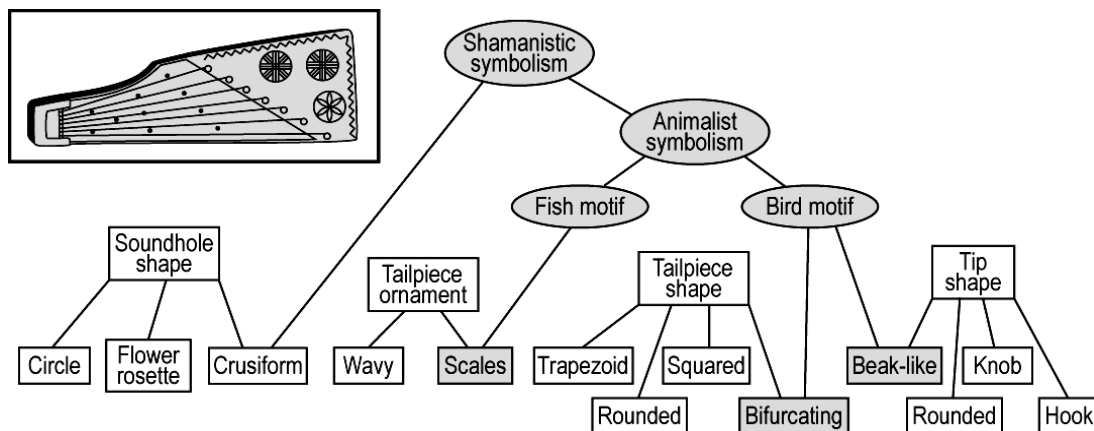 Shamanistic
symbolism
Animalist
symbolism
Fish motif
Bird motif
Soundhole
shape
Tailpiece
ornament
Tailpiece
shape
Tip
shape
Circle
Flower
rosette
Crusiform
Wavy
Scales
Trapezoid
Squared
Beak-like
Knob
Rounded
Bifurcating
Rounded
Hook